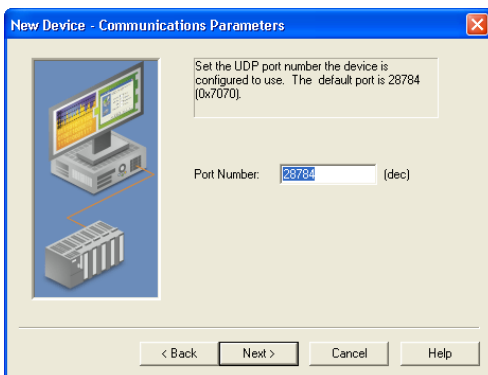 New Device - Communications Parameters
Set the UDP port number the device is
configured to use. The default port is 28784
(0x7070).
Port Number: 28784 (dec)
< Back Next > Cancel Help